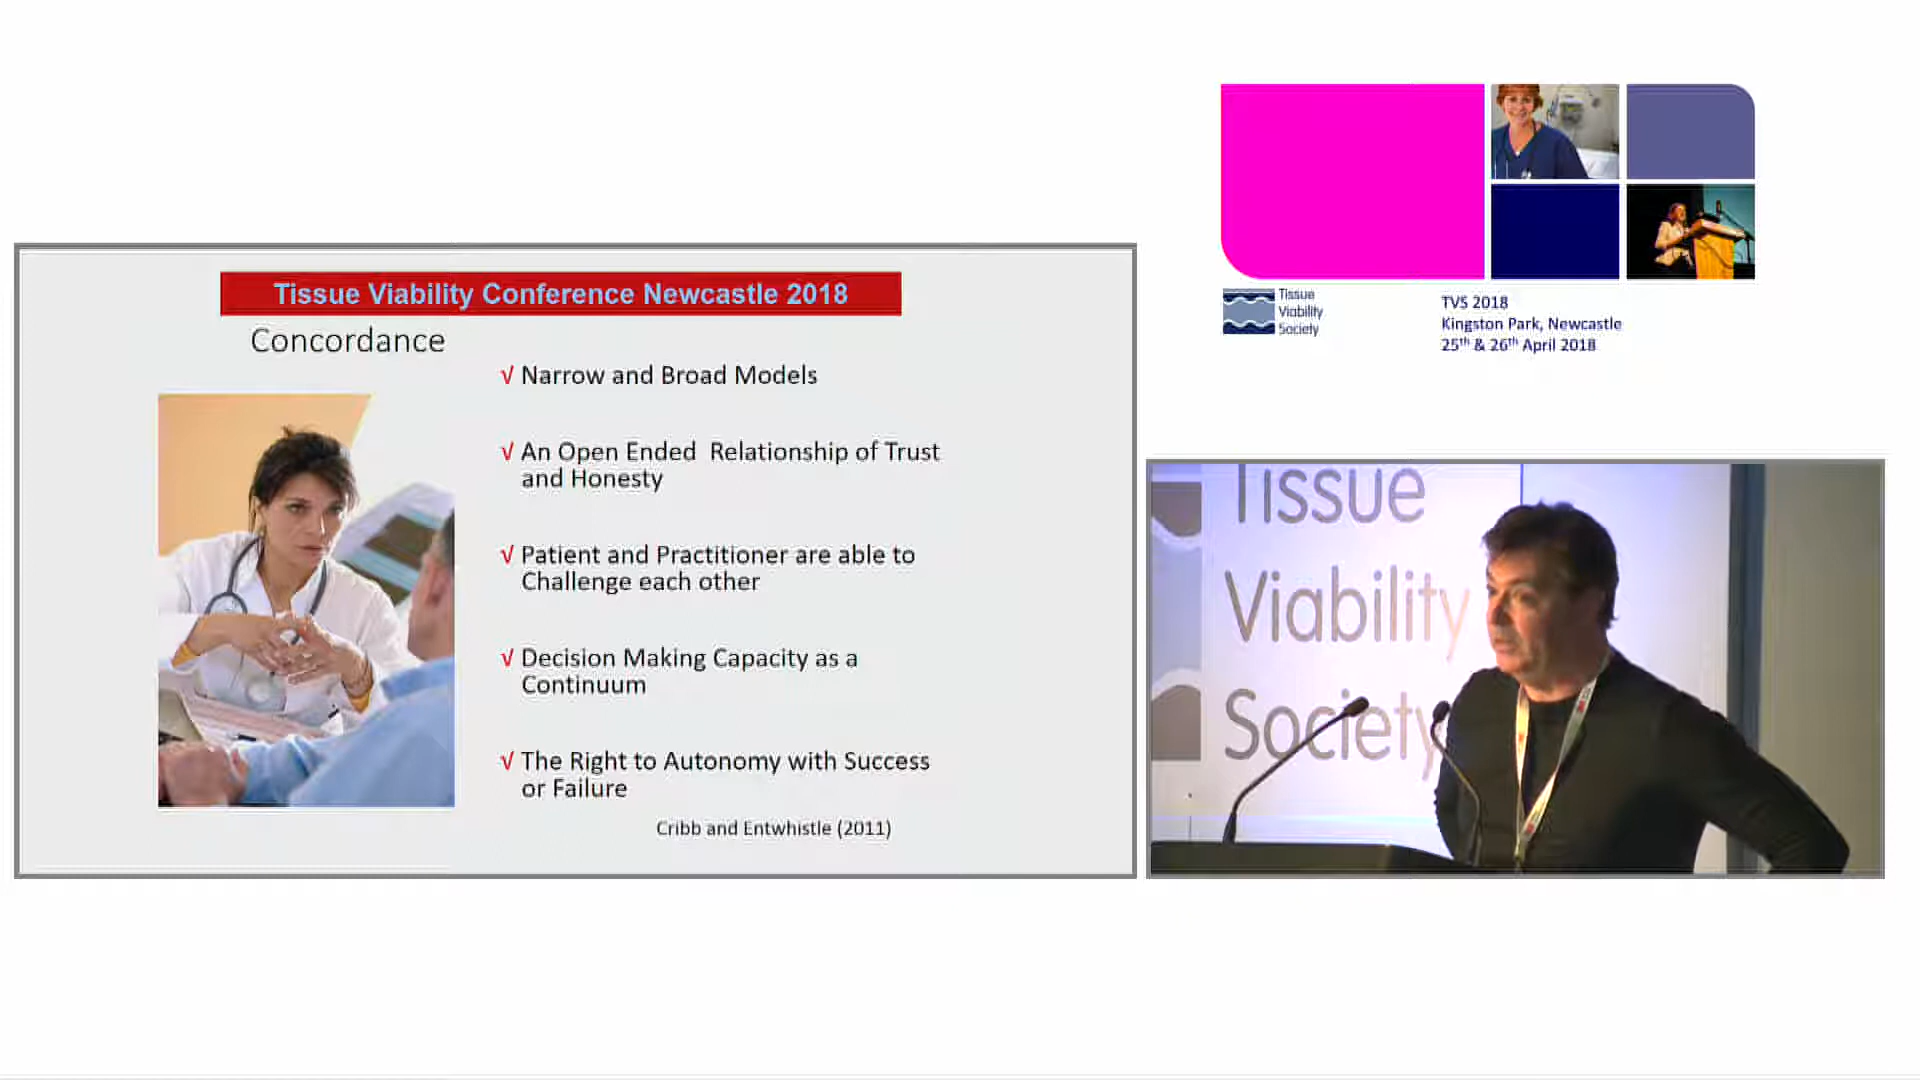 Tissue Viability Conference Newcastle 2018
Concordance
√ Narrow and Broad Models
√ An Open Ended  Relationship of Trust
and Honesty
√ Patient and Practitioner are able to
Challenge each other
√ Decision Making Capacity as a
Continuum
√ The Right to Autonomy with Success
or Failure
Cribb and Entwhistle (2011)
Tissue
Viability
Society
TVS 2018
Kingston Park, Newcastle
25th & 26th April 2018
Tissue
Viability
Society